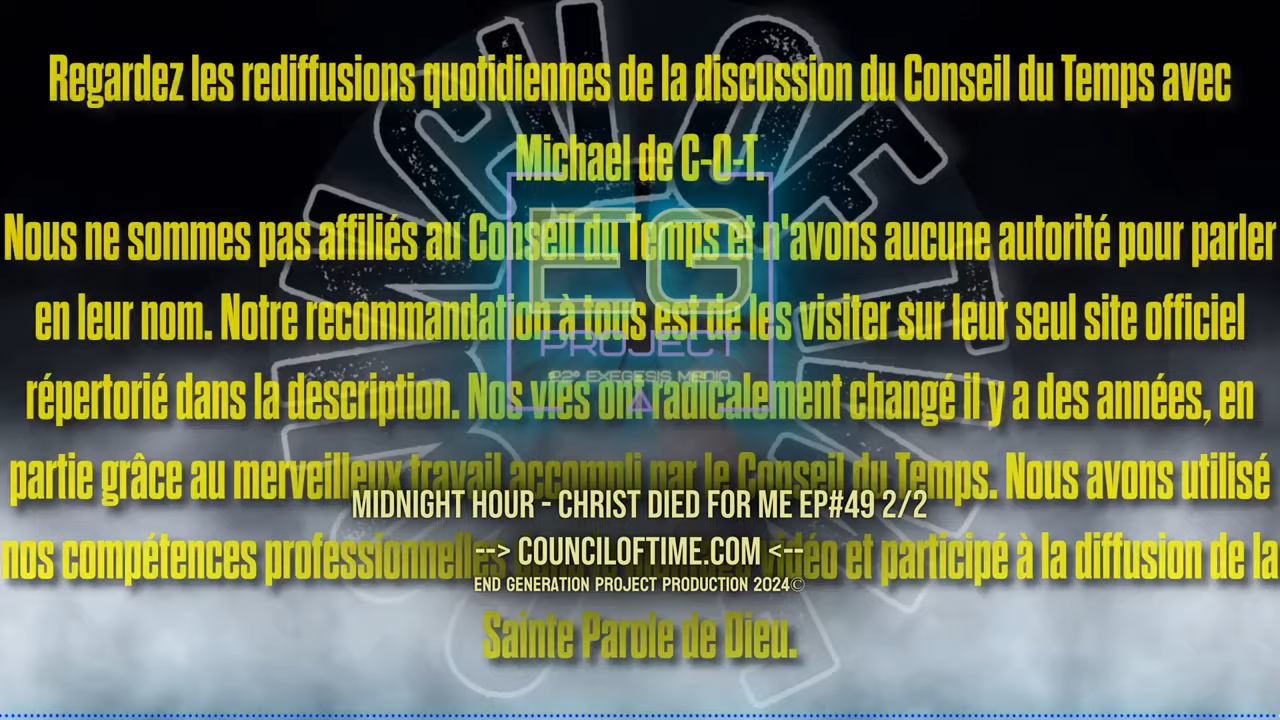 Regardez les rediffusions quotidiennes de la discussion du Conseil du Temps avec
Michael de C-O-T.
Nous ne sommes pas affiliés au Conseil du Temps et n'avons aucune autorité pour parler
en leur nom. Notre recommandation à tous est de les visiter sur leur seul site officiel
répertorié dans la description. Nos vies ont radicalement changé il y a des années, en
partie grâce au merveilleux travail accompli par le Conseil du Temps. Nous avons utilisé
nos compétences professionnelles vidéo et participé à la diffusion de la
Sainte Parole de Dieu.
EG
PROJECT
22º EXEGESIS MEDIA
MIDNIGHT HOUR - CHRIST DIED FOR ME EP#49 2/2
--> COUNCILOFTIME.COM <--
END GENERATION PROJECT PRODUCTION 2024©